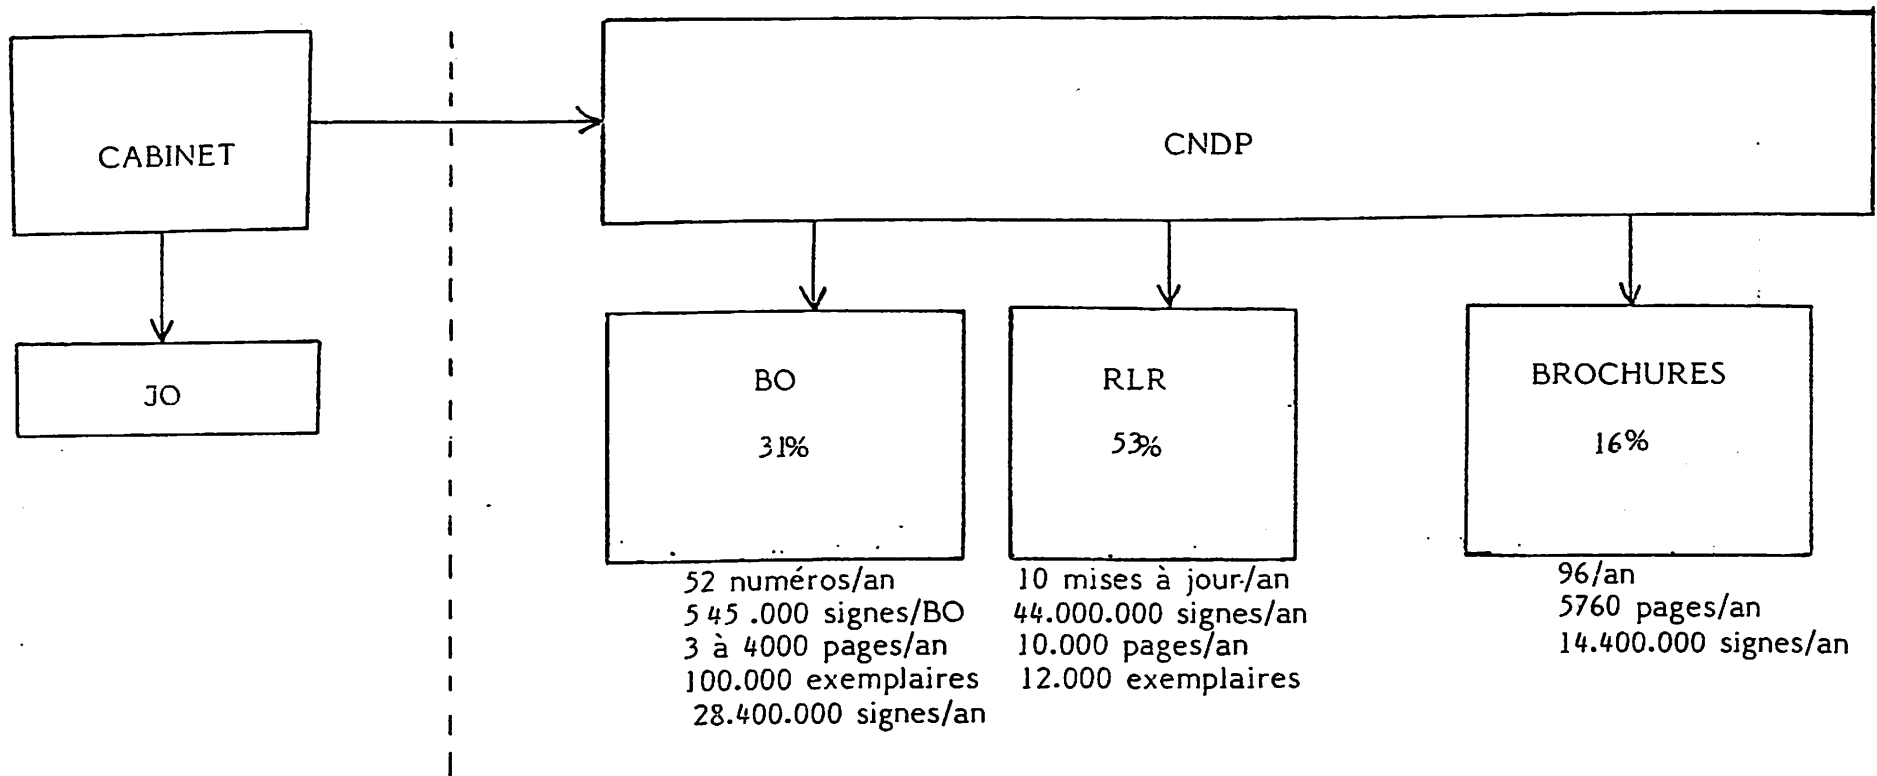 CABINET
CNDP
JO
BO
31%
52 numéros/an
545.000 signes/BO
3 à 4000 pages/an
100.000 exemplaires
28.400.000 signes/an
RLR
53%
10 mises à jour/an
44.000.000 signes/an
10.000 pages/an
12.000 exemplaires
BROCHURES
16%
96/an
5760 pages/an
14.400.000 signes/an